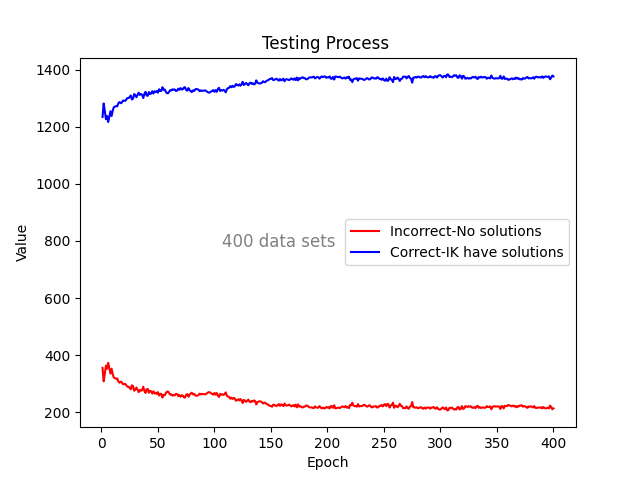 Testing Process
1400
1200
1000
800
600
400
200
Value
400 data sets
Incorrect-No solutions
Correct-IK have solutions
0 50 100 150 200 250 300 350 400
Epoch